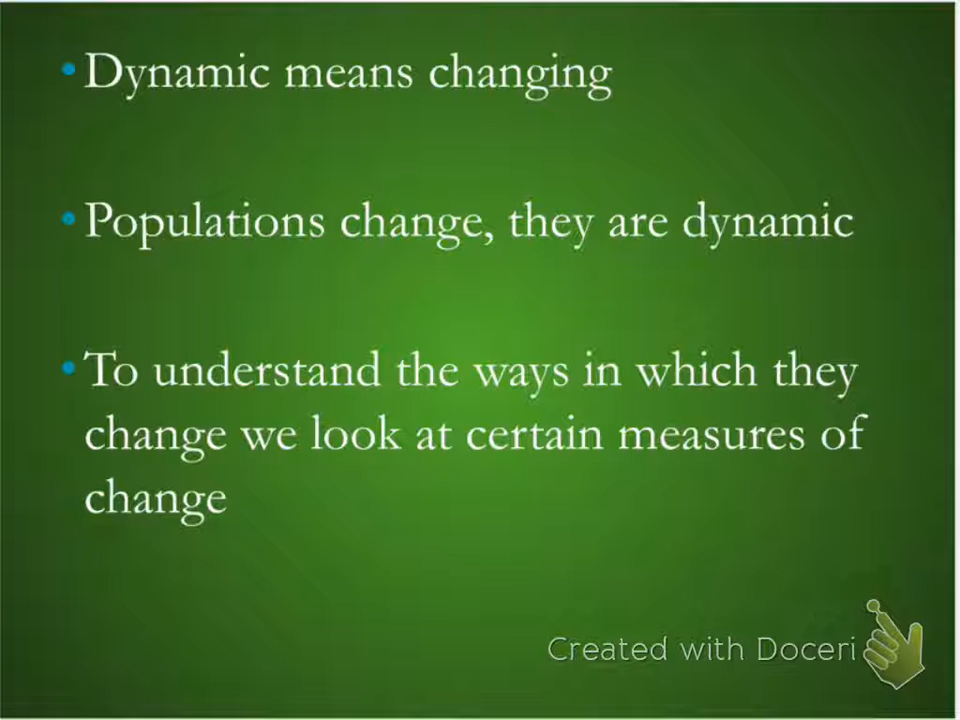 • Dynamic means changing
• Populations change, they are dynamic
• To understand the ways in which they
change we look at certain measures of
change
Created with Doceri